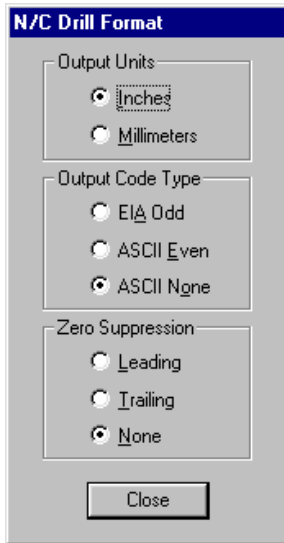 N/C Drill Format
Output Units
Inches
Millimeters
Output Code Type
EIA Odd
ASCII Even
ASCII None
Zero Suppression
Leading
Trailing
None
Close